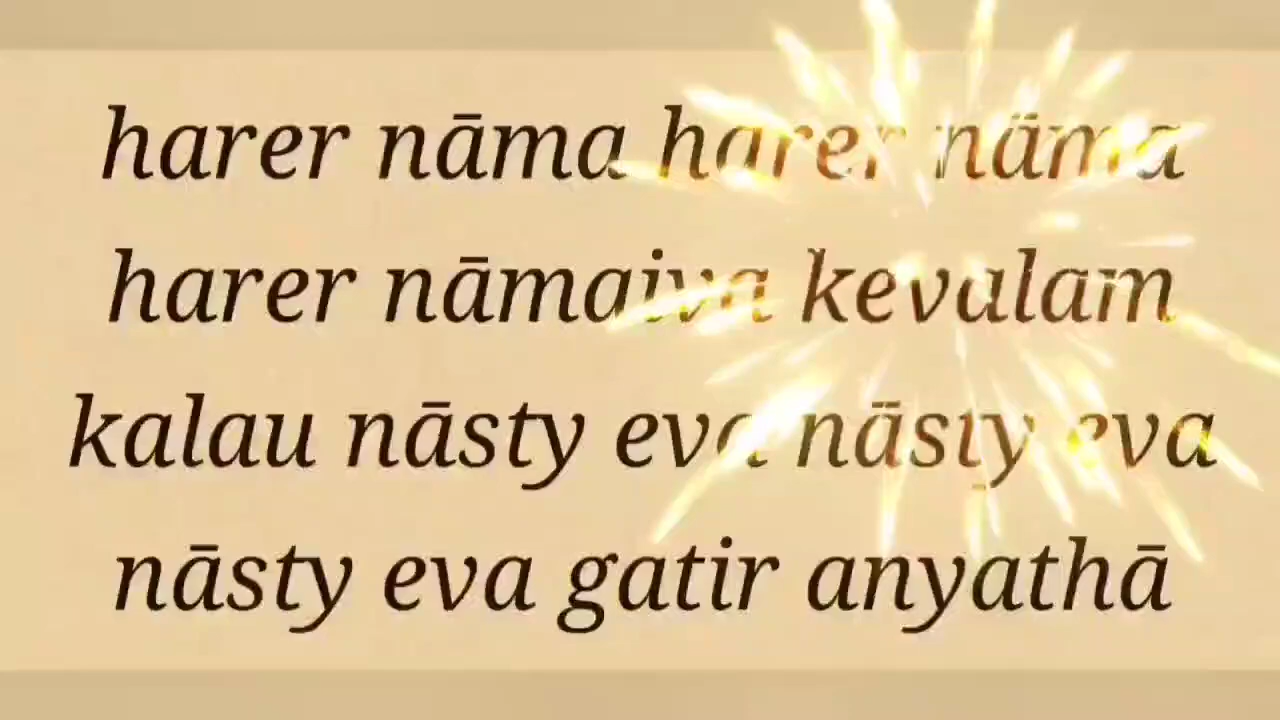 harer nāma harer nāma
harer nāmaiva kevalam
kalau nāsty eva nāsty eva
nāsty eva gatir anyathā